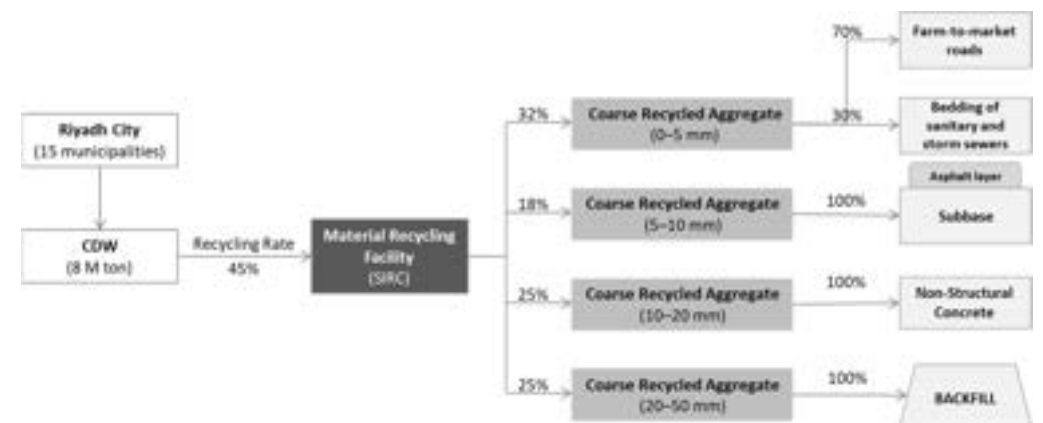 Riyadh City
(15 municipalities)
CDW
(8 M ton)
Recycling Rate
45%
Material Recycling
Facility
(SIRC)
32%
Coarse Recycled Aggregate
(0–5 mm)
70%
Farm-to-market
roads
30%
Bedding of
sanitary and
storm sewers
18%
Coarse Recycled Aggregate
(5–10 mm)
100%
Asphalt layer
Subbase
25%
Coarse Recycled Aggregate
(10–20 mm)
100%
Non-Structural
Concrete
25%
Coarse Recycled Aggregate
(20–50 mm)
100%
BACKFILL